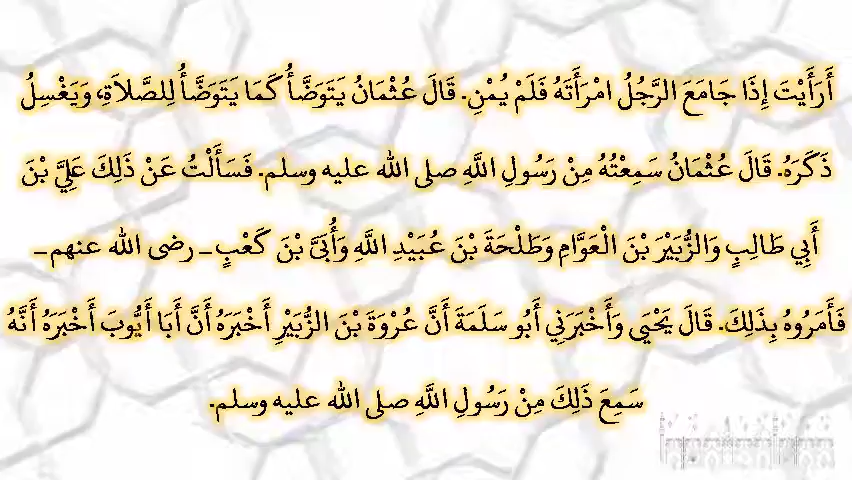 أَرَأَيْتَ إِذَا جَامَعَ الرَّجُلُ امْرَأَتَهُ فَلَمْ يُمْنِ. قَالَ عُثْمَانُ يَتَوَضَّأُ كَمَا يَتَوَضَّأُ لِلصَّلاَةِ، وَيَغْسِلُ
ذَكَرَهُ. قَالَ عُثْمَانُ سَمِعْتُهُ مِنْ رَسُولِ اللَّهِ صلى الله عليه وسلم. فَسَأَلْتُ عَنْ ذَلِكَ عَلِيَّ بْنَ
أَبِي طَالِبٍ وَالزُّبَيْرَ بْنَ الْعَوَّامِ وَطَلْحَةَ بْنَ عُبَيْدِ اللَّهِ وَأُبَىَّ بْنَ كَعْبٍ ـ رضى الله عنهم ـ
فَأَمَرُوهُ بِذَلِكَ. قَالَ يَحْيَى وَأَخْبَرَنِي أَبُو سَلَمَةَ أَنَّ عُرْوَةَ بْنَ الزُّبَيْرِ أَخْبَرَهُ أَنَّ أَبَا أَيُّوبَ أَخْبَرَهُ أَنَّهُ
سَمِعَ ذَلِكَ مِنْ رَسُولِ اللَّهِ صلى الله عليه وسلم.